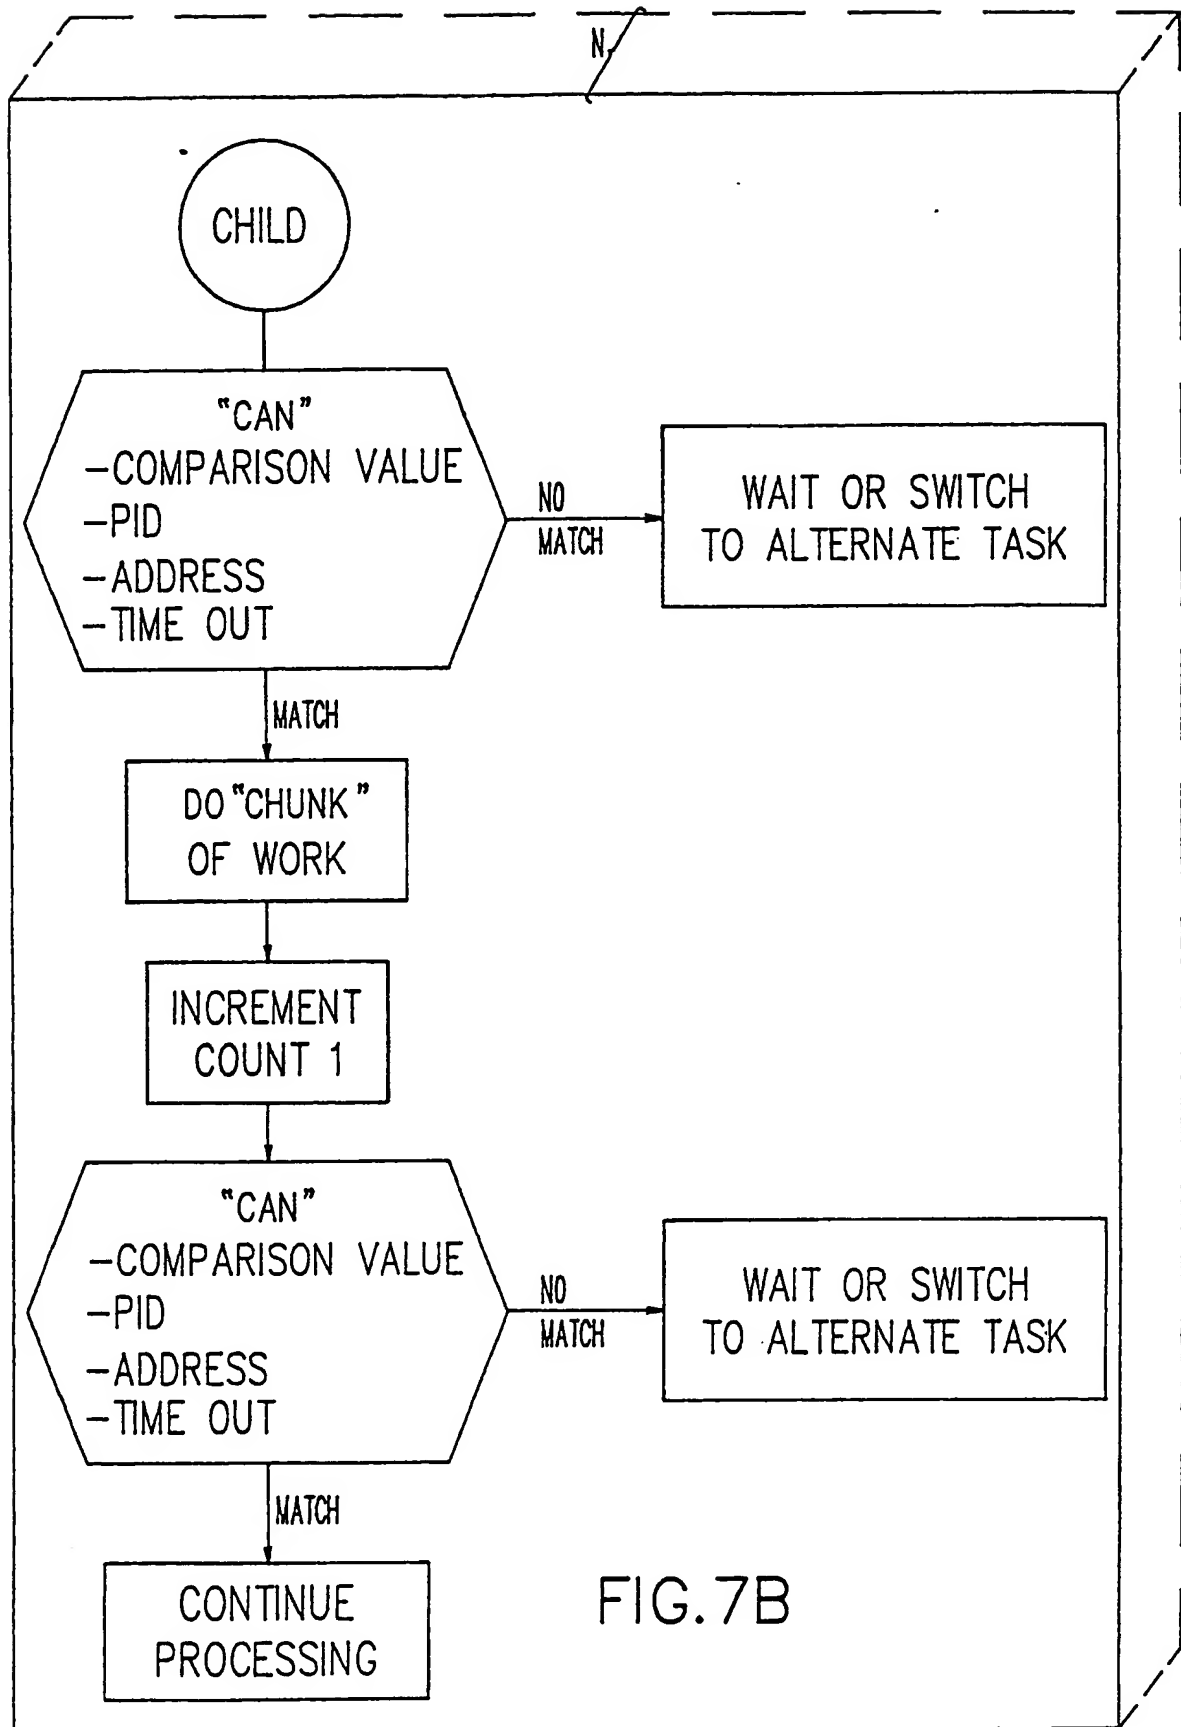 N
CHILD
"CAN"
-COMPARISON VALUE
-PID
-ADDRESS
-TIME OUT
NO
MATCH
WAIT OR SWITCH
TO ALTERNATE TASK
MATCH
DO "CHUNK"
OF WORK
INCREMENT
COUNT 1
"CAN"
-COMPARISON VALUE
-PID
-ADDRESS
-TIME OUT
NO
MATCH
WAIT OR SWITCH
TO ALTERNATE TASK
MATCH
CONTINUE
PROCESSING
FIG.7B